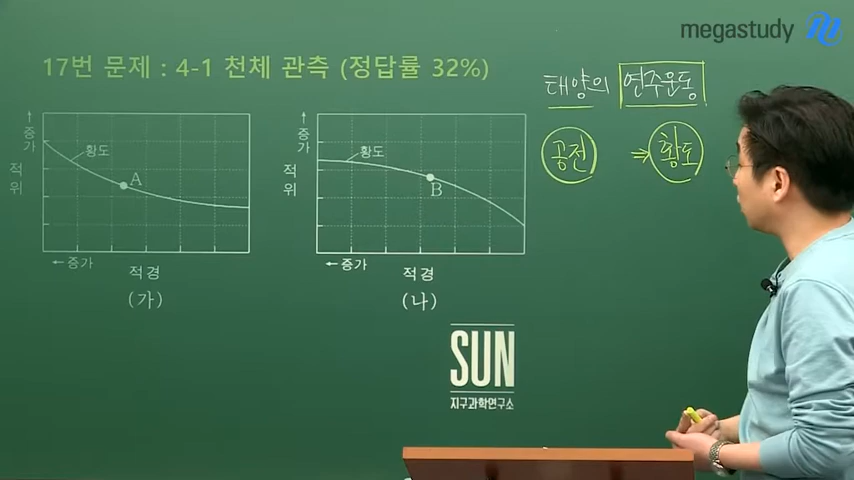 megastudy
17번 문제 : 4-1 천체 관측 (정답률 32%)
태양의 연주운동
공전 ⇒ 황도
↑
증가
적위
황도
A
←증가
적경
(가)
↑
증가
적위
황도
B
←증가
적경
(나)
SUN
지구과학연구소